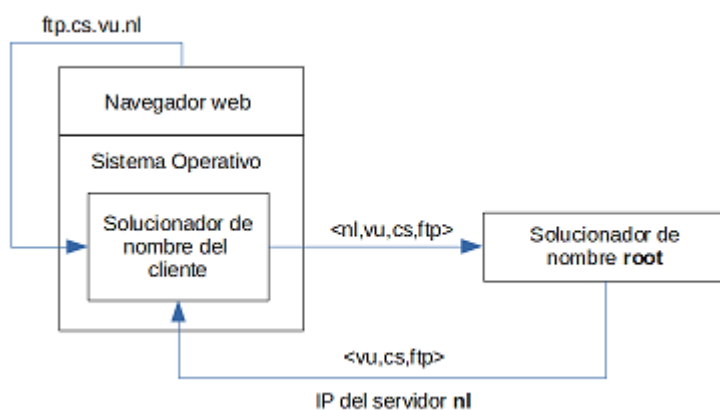 ftp.cs.vu.nl
Navegador web
Sistema Operativo
Solucionador de
nombre del
cliente
<nl,vu,cs,ftp>
Solucionador de
nombre root
<vu,cs,ftp>
IP del servidor nl